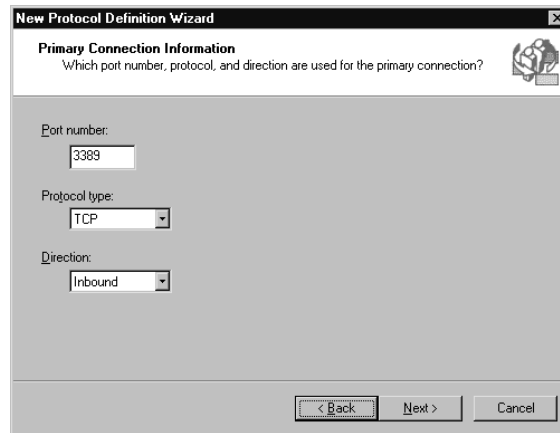 New Protocol Definition Wizard
Primary Connection Information
Which port number, protocol, and direction are used for the primary connection?
Port number:
3389
Protocol type:
TCP
Direction:
Inbound
< Back
Next >
Cancel